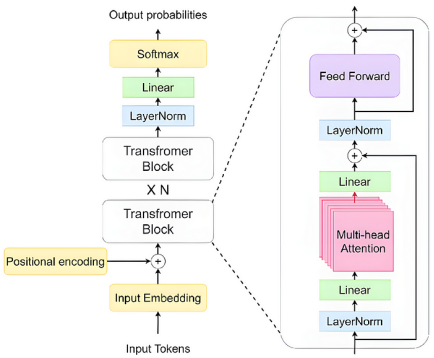 Output probabilities
Softmax
Linear
LayerNorm
Transfromer
Block
X N
Transfromer
Block
Positional encoding
+
Input Embedding
Input Tokens
+
Feed Forward
LayerNorm
+
Linear
Multi-head
Attention
Linear
LayerNorm